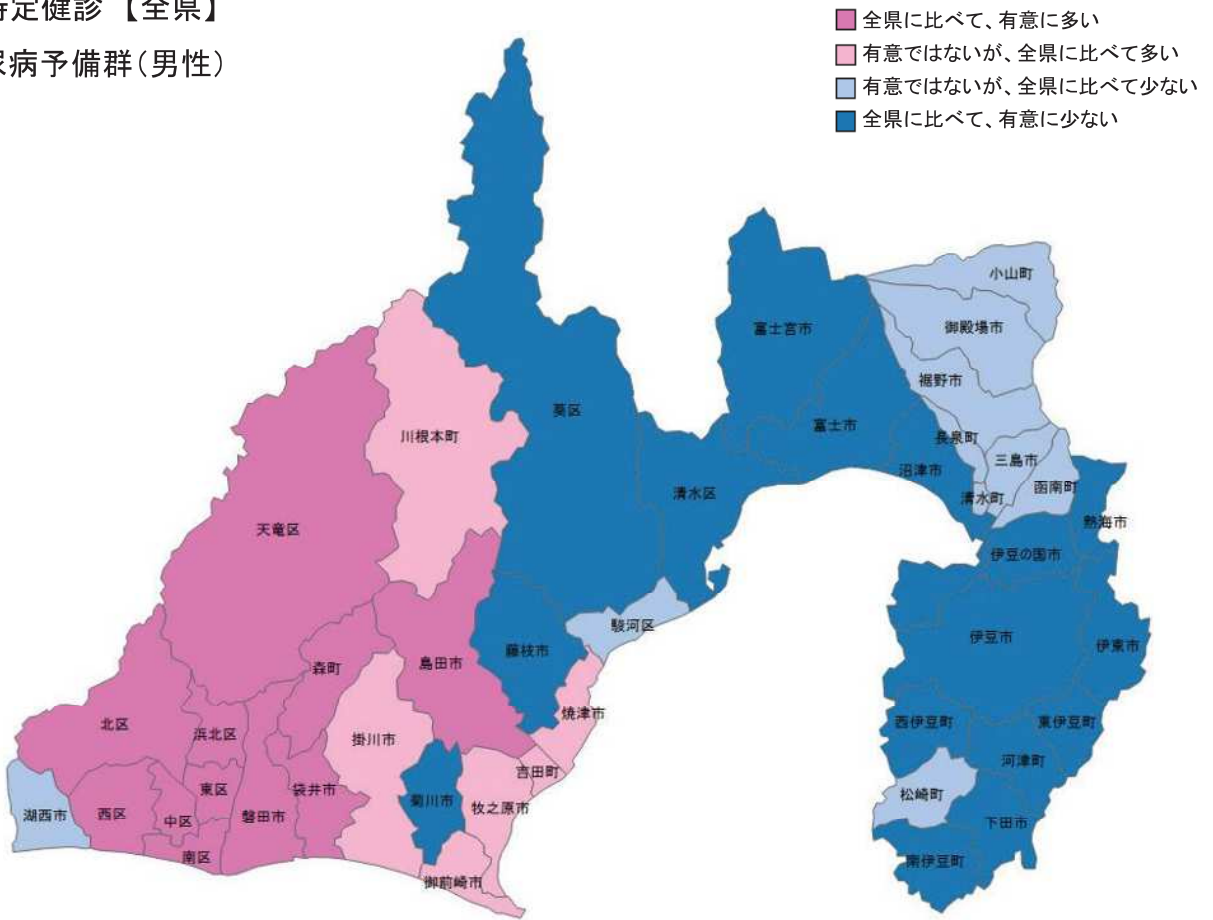 定健診【全県】
病予備群(男性)
全県に比べて、有意に多い
有意ではないが、全県に比べて多い
有意ではないが、全県に比べて少ない
全県に比べて、有意に少ない
小山町
御殿場市
富士宮市
裾野市
葵区
富士市
川根本町
長泉町
三島市
沼津市
函南町
清水区
清水町
熱海市
天竜区
伊豆の国市
駿河区
伊豆市
伊東市
藤枝市
島田市
森町
焼津市
西伊豆町
東伊豆町
北区
浜北区
掛川市
河津町
吉田町
東区
袋井市
松崎町
菊川市
牧之原市
湖西市
西区
中区
磐田市
下田市
南区
南伊豆町
御前崎市